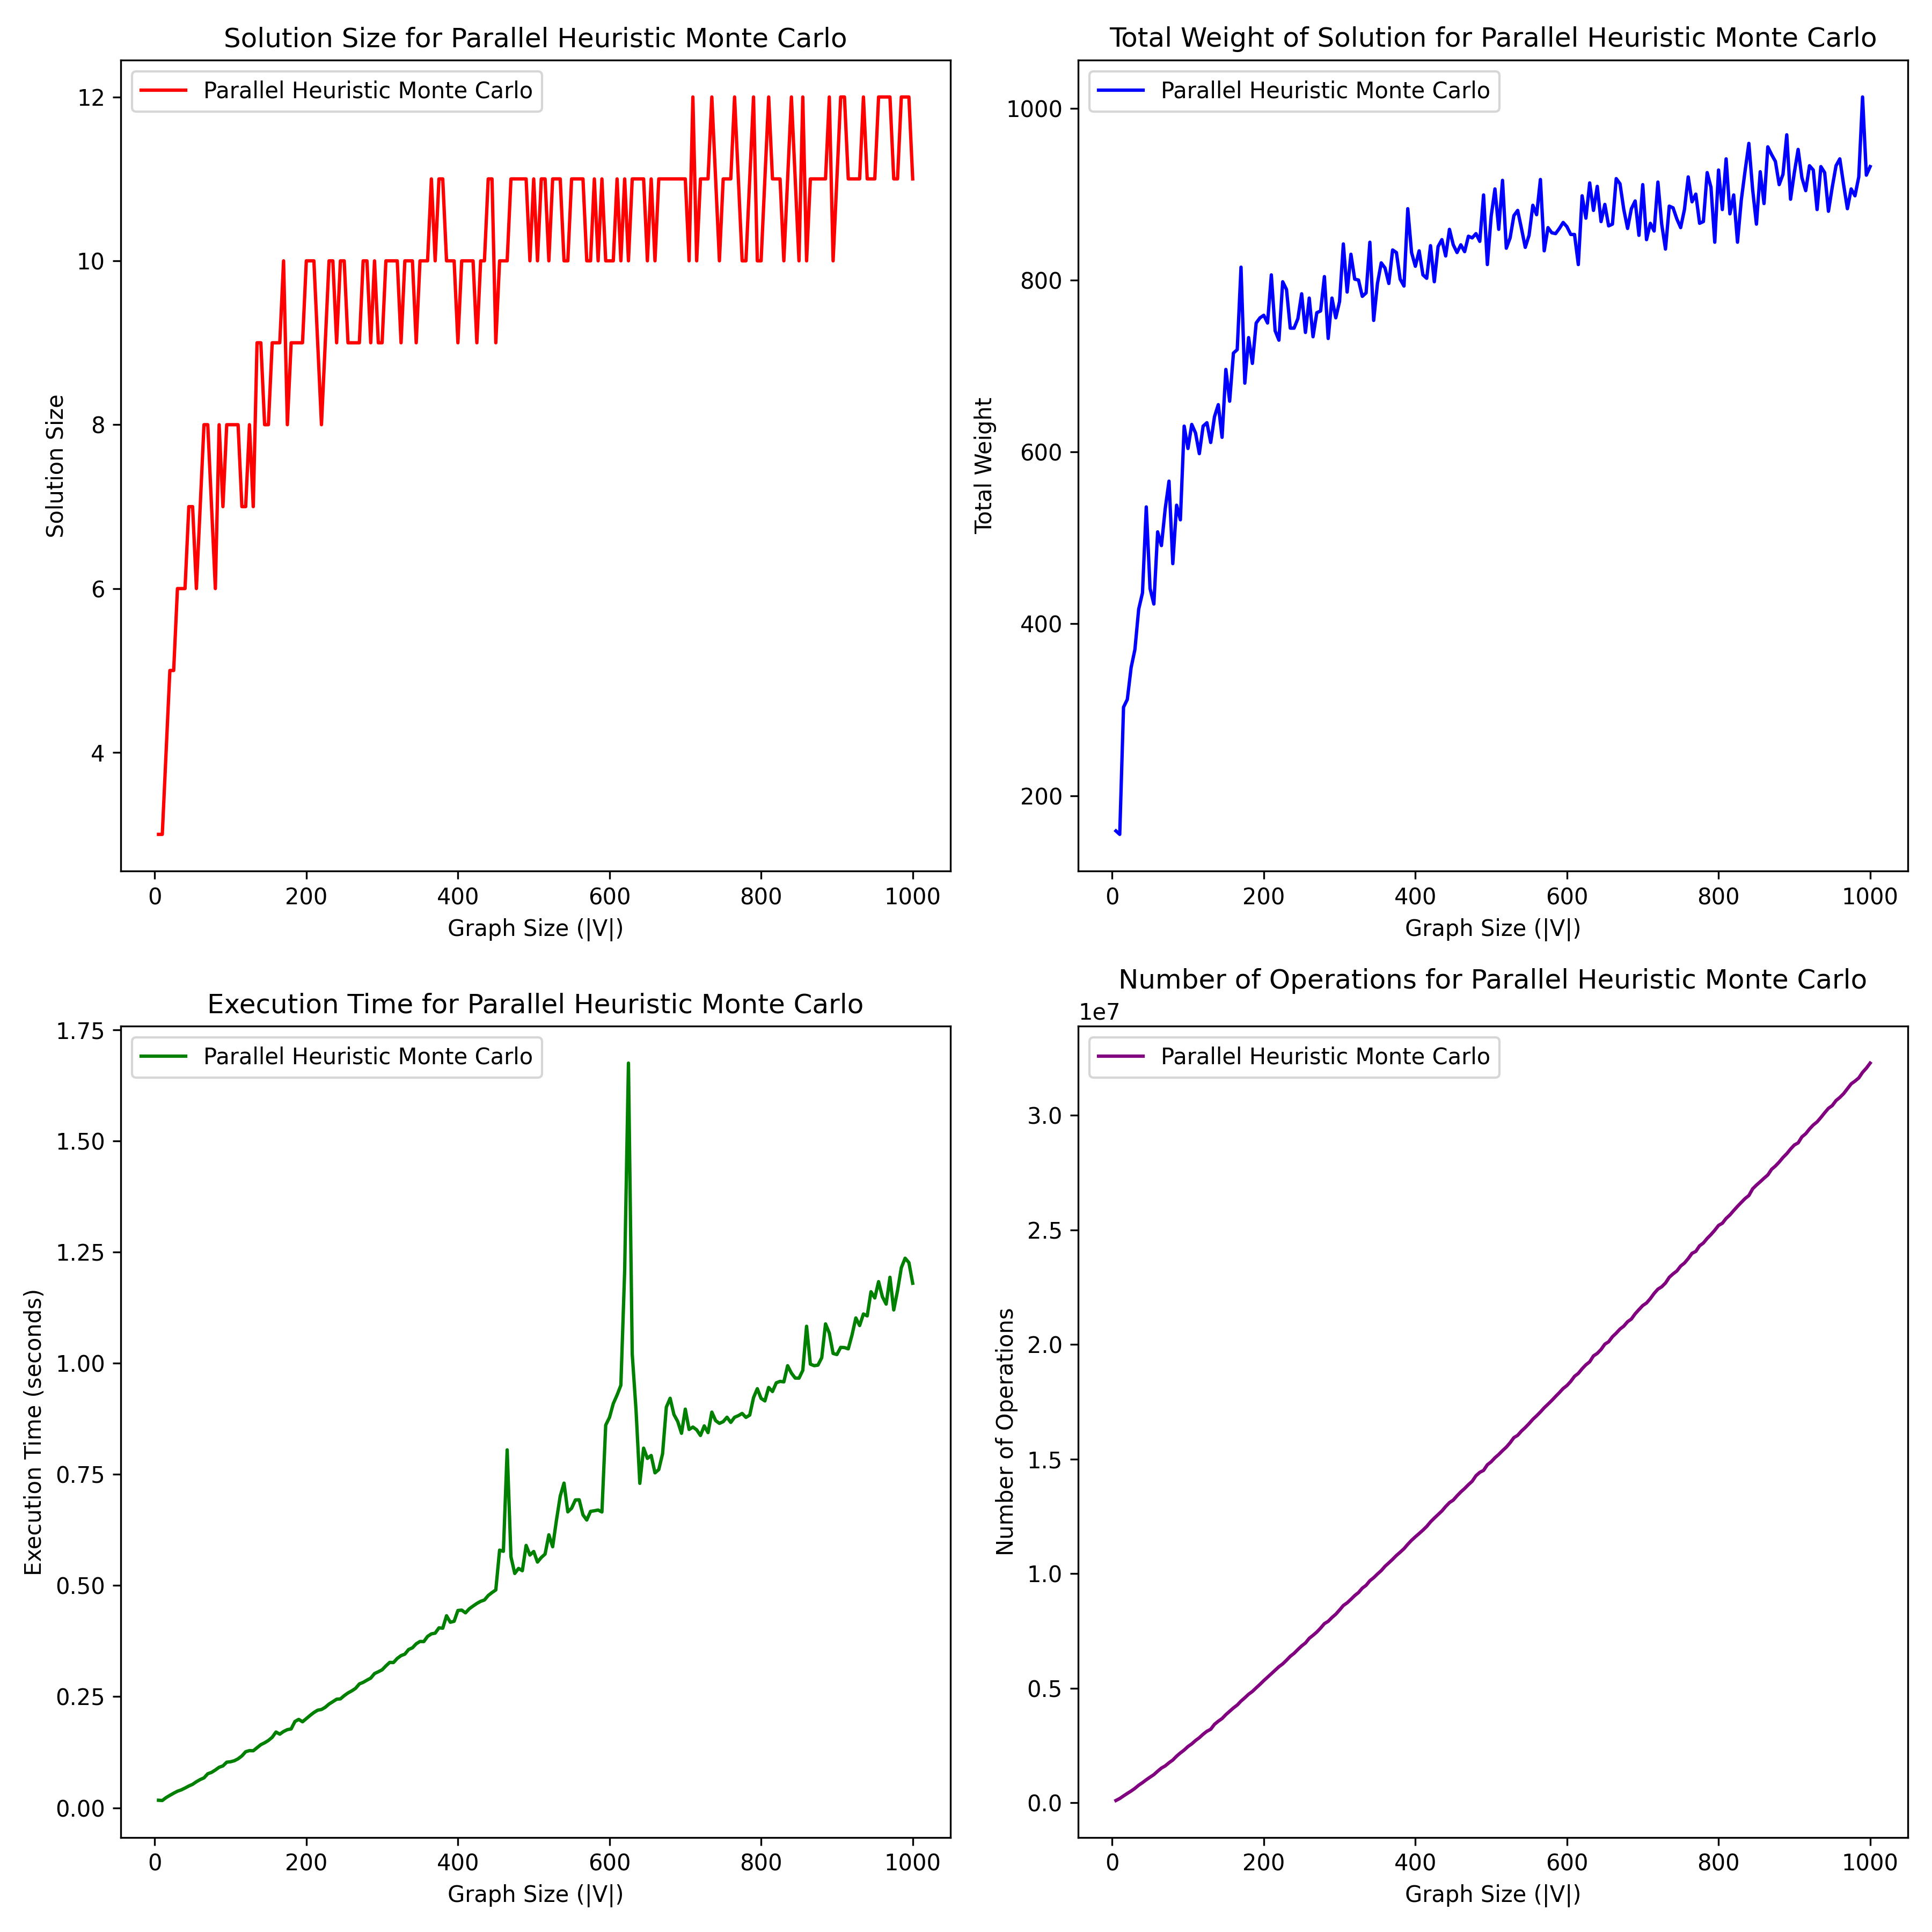 Solution Size for Parallel Heuristic Monte Carlo
Parallel Heuristic Monte Carlo
12
10
8
6
4
Solution Size
0 200 400 600 800 1000
Graph Size (|V|)
Total Weight of Solution for Parallel Heuristic Monte Carlo
Parallel Heuristic Monte Carlo
1000
800
600
400
200
Total Weight
0 200 400 600 800 1000
Graph Size (|V|)
Execution Time for Parallel Heuristic Monte Carlo
Parallel Heuristic Monte Carlo
1.75
1.50
1.25
1.00
0.75
0.50
0.25
0.00
Execution Time (seconds)
0 200 400 600 800 1000
Graph Size (|V|)
Number of Operations for Parallel Heuristic Monte Carlo
1e7
Parallel Heuristic Monte Carlo
3.0
2.5
2.0
1.5
1.0
0.5
0.0
Number of Operations
0 200 400 600 800 1000
Graph Size (|V|)